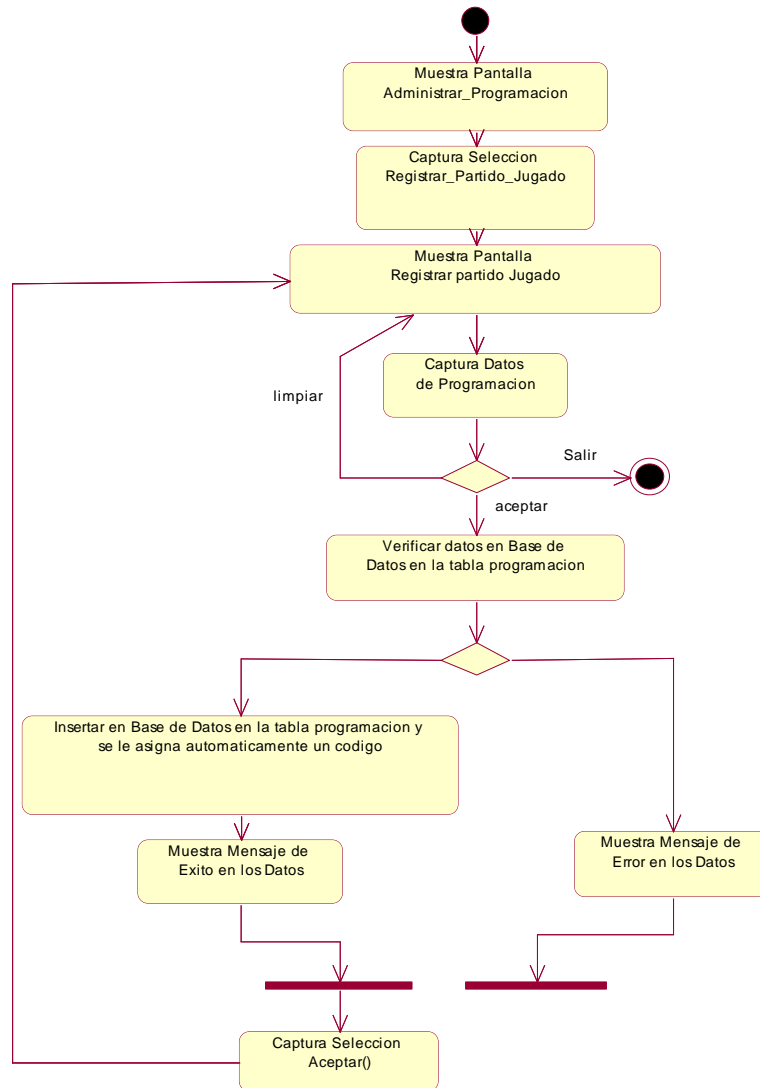 Muestra Pantalla
Administrar_Programacion
Captura Seleccion
Registrar_Partido_Jugado
Muestra Pantalla
Registrar partido Jugado
Captura Datos
de Programacion
limpiar
Salir
aceptar
Verificar datos en Base de
Datos en la tabla programacion
Insertar en Base de Datos en la tabla programacion y
se le asigna automaticamente un codigo
Muestra Mensaje de
Exito en los Datos
Muestra Mensaje de
Error en los Datos
Captura Seleccion
Aceptar()